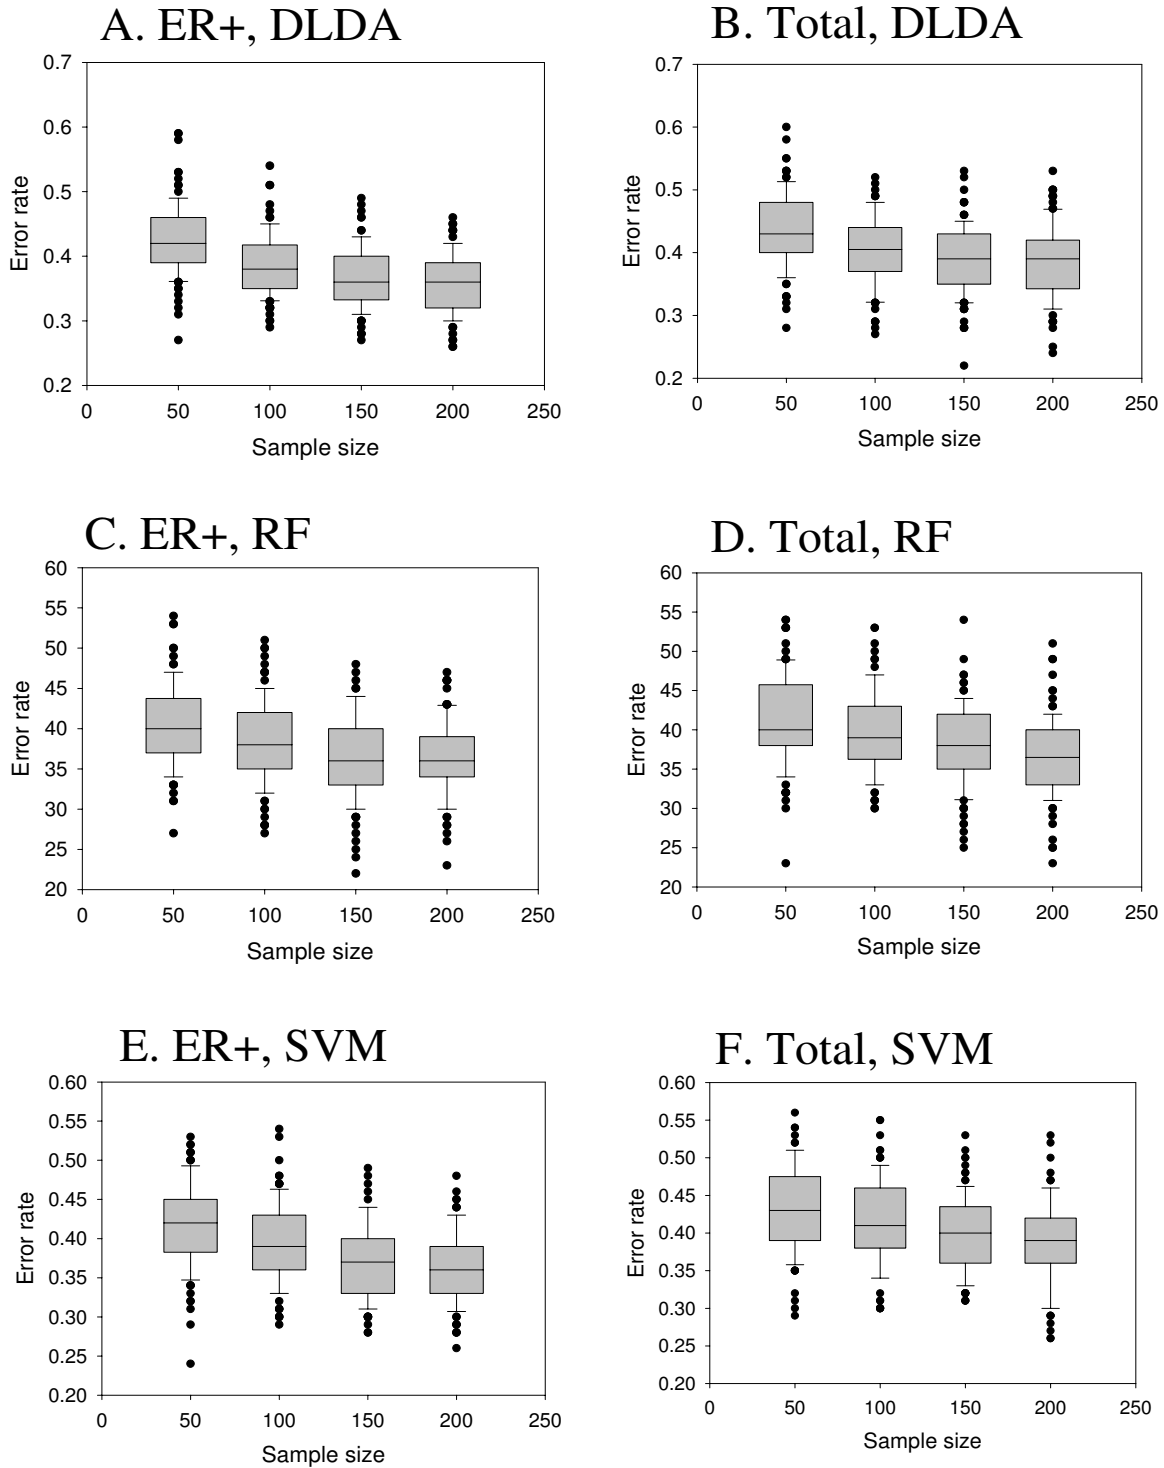 A. ER+, DLDA
0.7
0.6
0.5
0.4
0.3
0.2
Error rate
0 50 100 150 200 250
Sample size
B. Total, DLDA
0.7
0.6
0.5
0.4
0.3
0.2
Error rate
0 50 100 150 200 250
Sample size
C. ER+, RF
60
55
50
45
40
35
30
25
20
Error rate
0 50 100 150 200 250
Sample size
D. Total, RF
60
55
50
45
40
35
30
25
20
Error rate
0 50 100 150 200 250
Sample size
E. ER+, SVM
0.60
0.55
0.50
0.45
0.40
0.35
0.30
0.25
0.20
Error rate
0 50 100 150 200 250
Sample size
F. Total, SVM
0.60
0.55
0.50
0.45
0.40
0.35
0.30
0.25
0.20
Error rate
0 50 100 150 200 250
Sample size